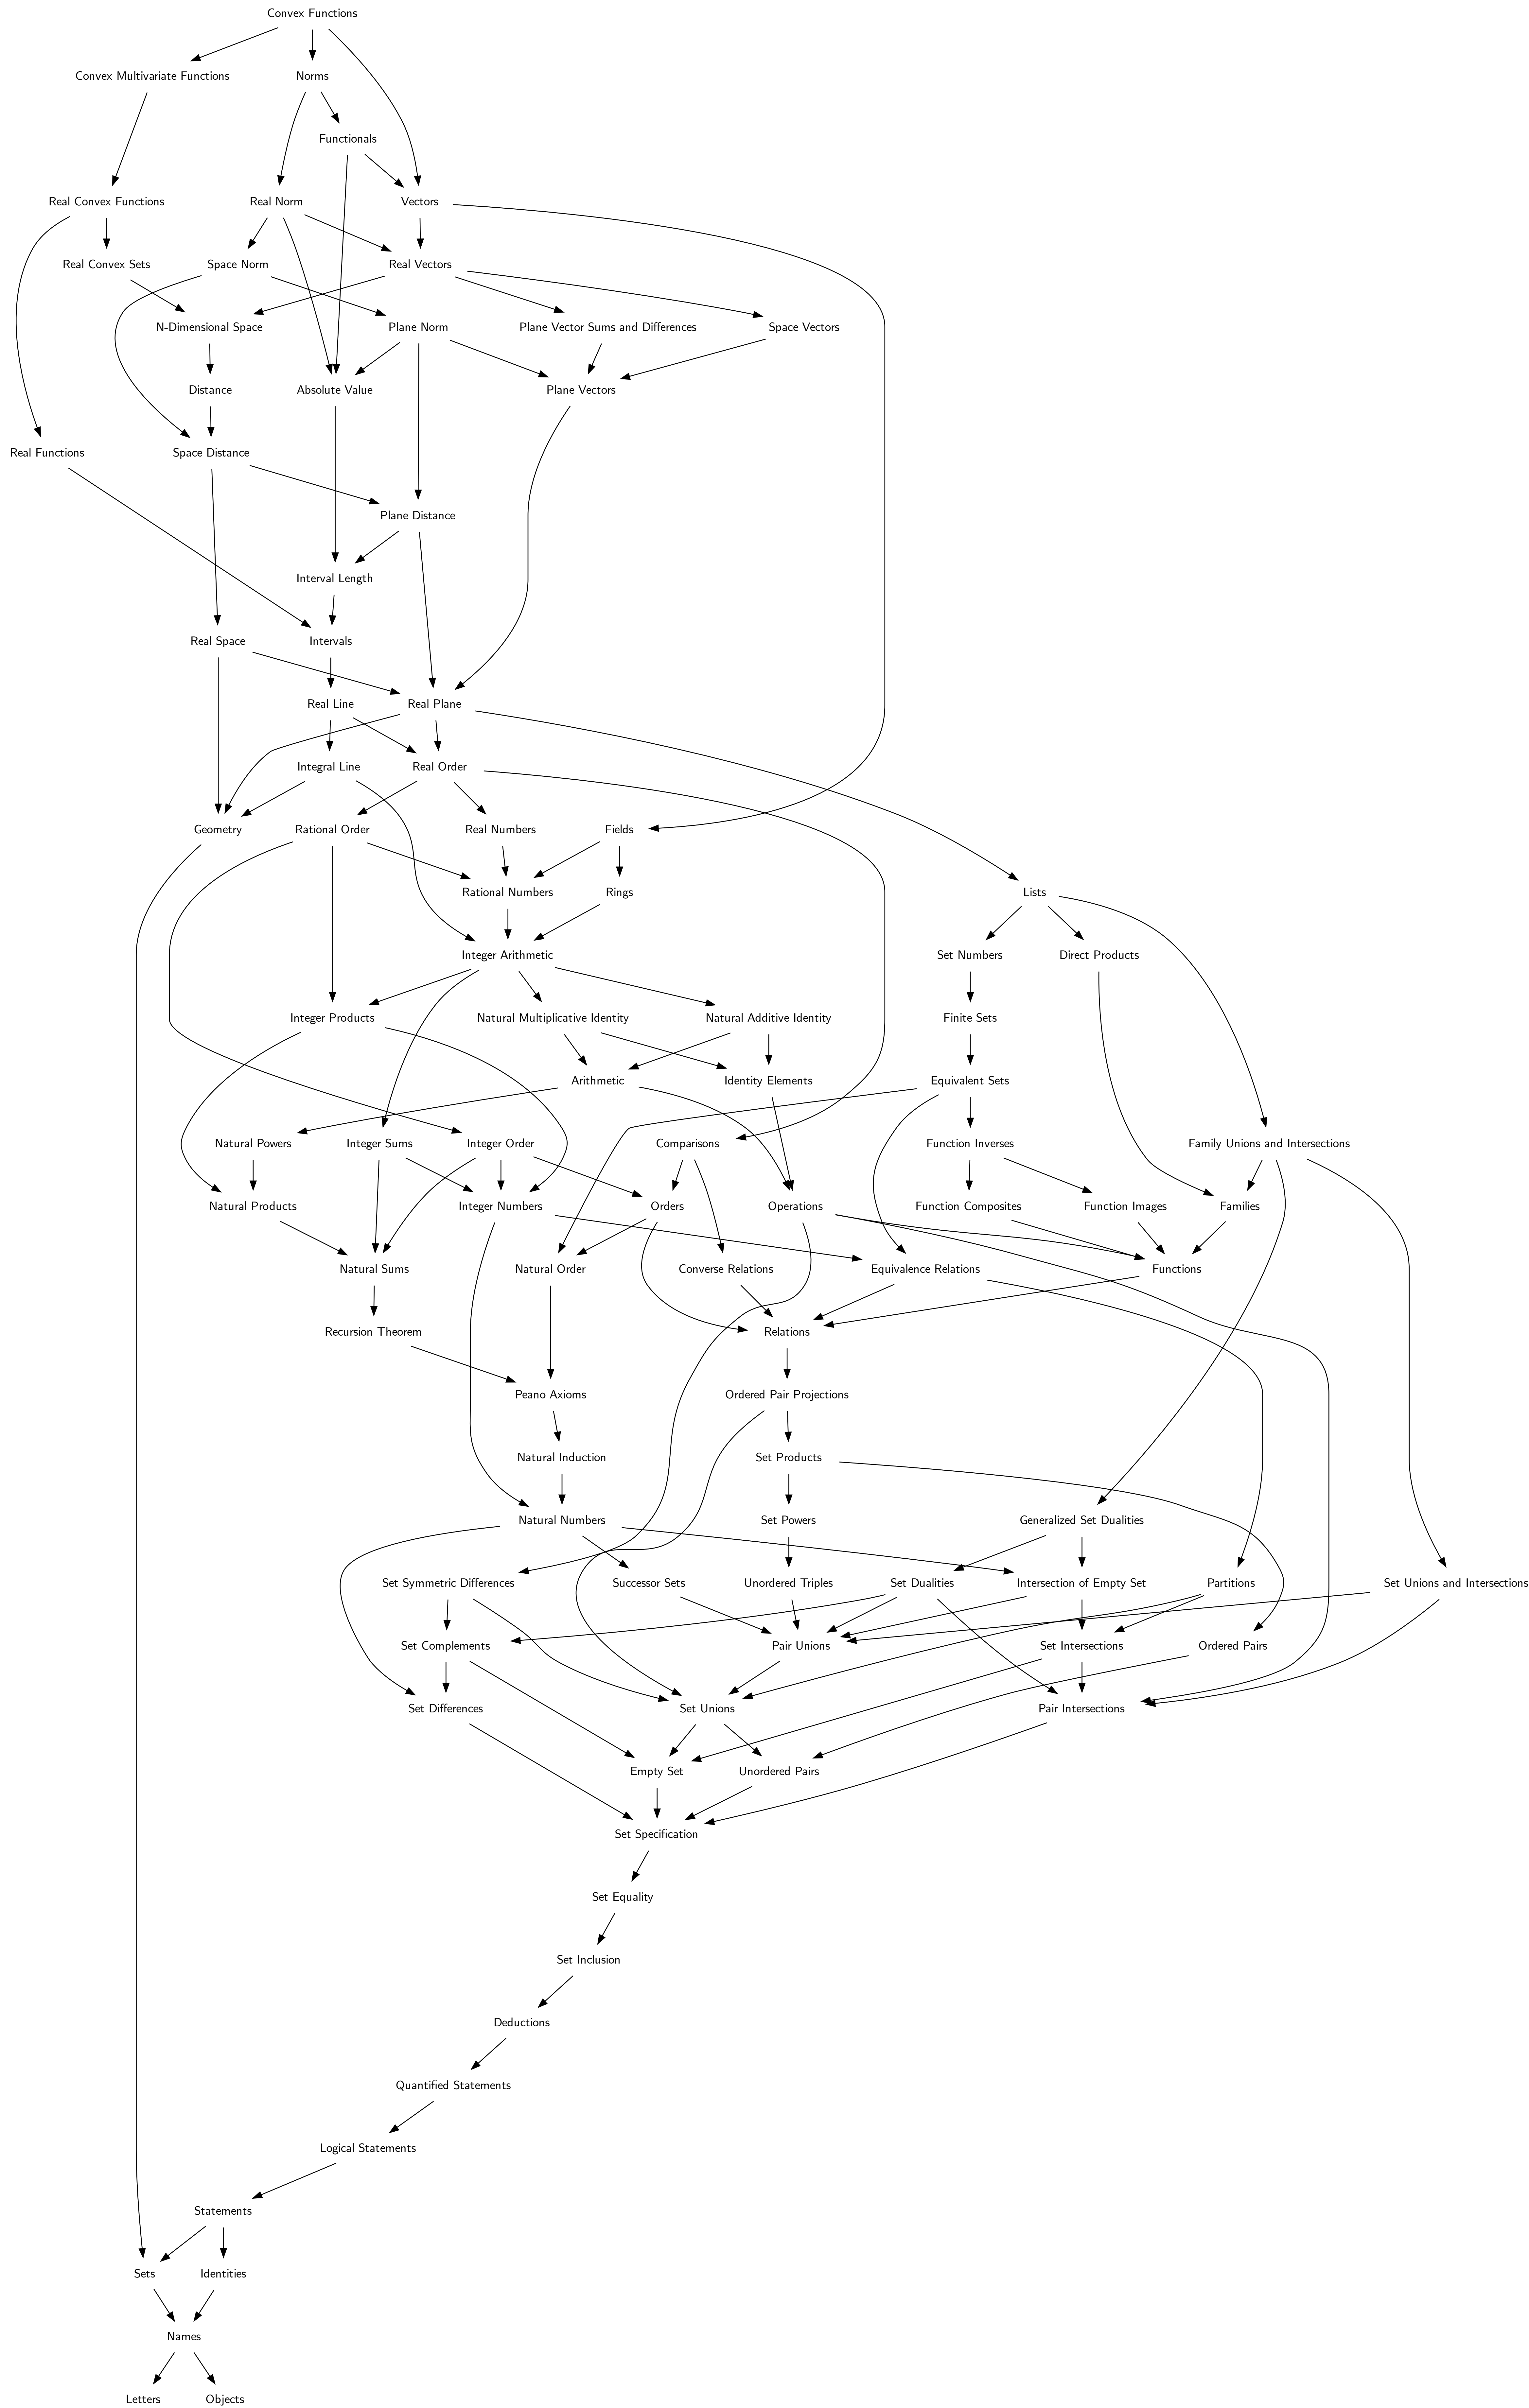 Convex Functions
Convex Multivariate Functions
Norms
Functionals
Real Convex Functions
Real Norm
Vectors
Real Convex Sets
Space Norm
Real Vectors
N-Dimensional Space
Plane Norm
Plane Vector Sums and Differences
Space Vectors
Distance
Absolute Value
Plane Vectors
Real Functions
Space Distance
Plane Distance
Interval Length
Real Space
Intervals
Real Line
Real Plane
Integral Line
Real Order
Geometry
Rational Order
Real Numbers
Fields
Rational Numbers
Rings
Lists
Integer Arithmetic
Set Numbers
Direct Products
Integer Products
Natural Multiplicative Identity
Natural Additive Identity
Finite Sets
Arithmetic
Identity Elements
Equivalent Sets
Natural Powers
Integer Sums
Integer Order
Comparisons
Function Inverses
Family Unions and Intersections
Natural Products
Integer Numbers
Orders
Operations
Function Composites
Function Images
Families
Natural Sums
Natural Order
Converse Relations
Equivalence Relations
Functions
Recursion Theorem
Relations
Peano Axioms
Ordered Pair Projections
Natural Induction
Set Products
Natural Numbers
Set Powers
Generalized Set Dualities
Set Symmetric Differences
Successor Sets
Unordered Triples
Set Dualities
Intersection of Empty Set
Partitions
Set Unions and Intersections
Set Complements
Pair Unions
Set Intersections
Ordered Pairs
Set Differences
Set Unions
Pair Intersections
Empty Set
Unordered Pairs
Set Specification
Set Equality
Set Inclusion
Deductions
Quantified Statements
Logical Statements
Statements
Sets
Identities
Names
Letters
Objects